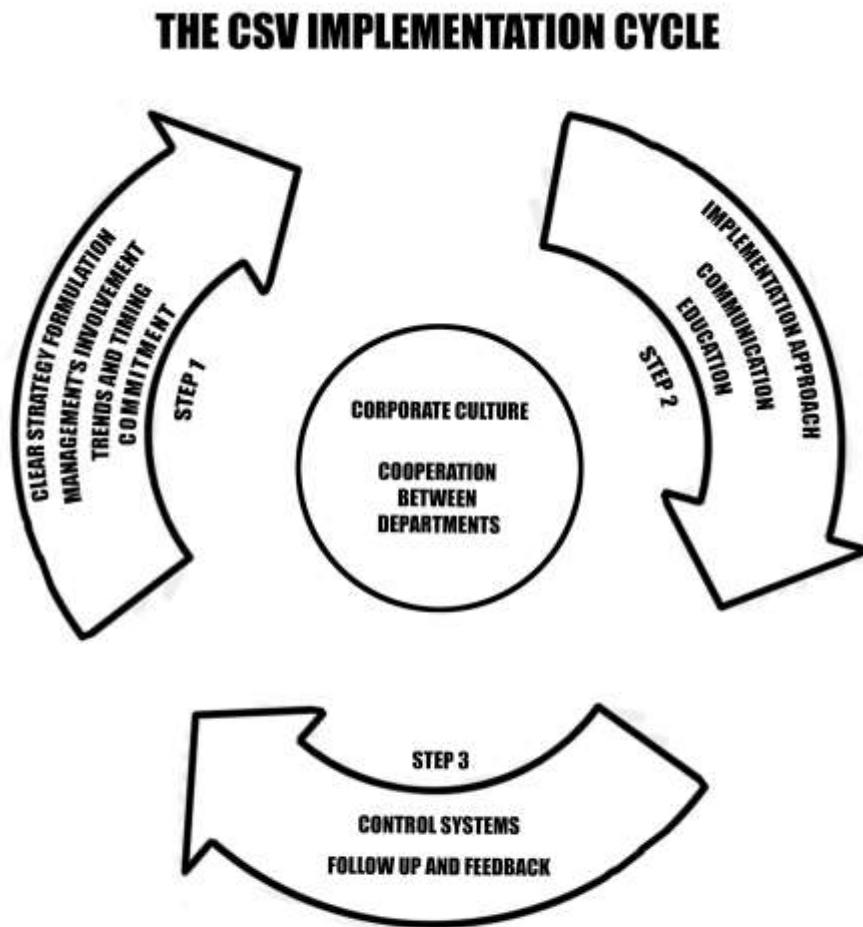 THE CSV IMPLEMENTATION CYCLE
CLEAR STRATEGY FORMULATION
MANAGEMENT'S INVOLVEMENT
TRENDS AND TIMING
COMMITMENT
STEP 1
IMPLEMENTATION APPROACH
COMMUNICATION
EDUCATION
STEP 2
CORPORATE CULTURE
COOPERATION
BETWEEN
DEPARTMENTS
STEP 3
CONTROL SYSTEMS
FOLLOW UP AND FEEDBACK